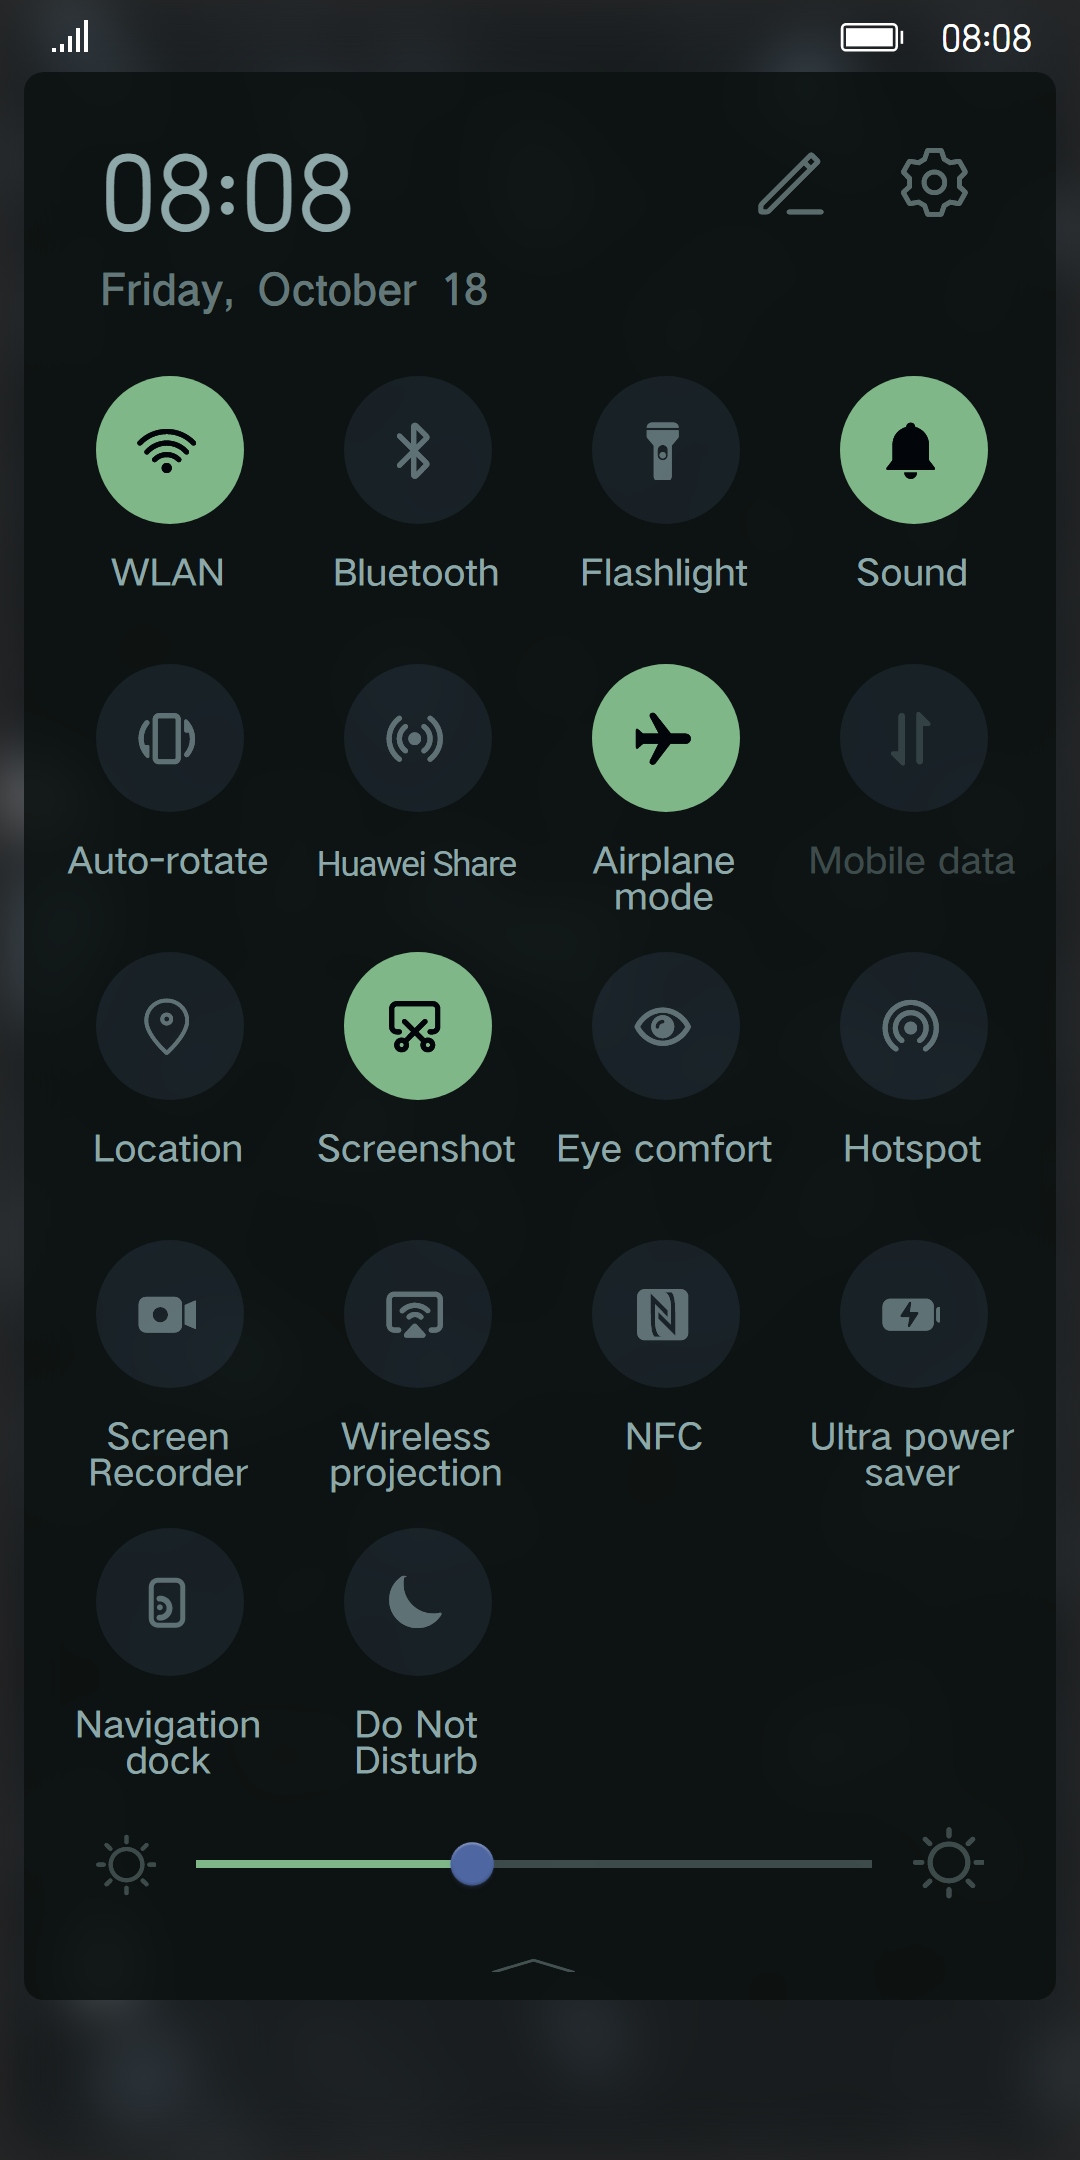 08:08
08:08
Friday, October 18
WLAN
Bluetooth
Flashlight
Sound
Auto-rotate
Huawei Share
Airplane
mode
Mobile data
Location
Screenshot
Eye comfort
Hotspot
Screen
Recorder
Wireless
projection
NFC
Ultra power
saver
Navigation
dock
Do Not
Disturb